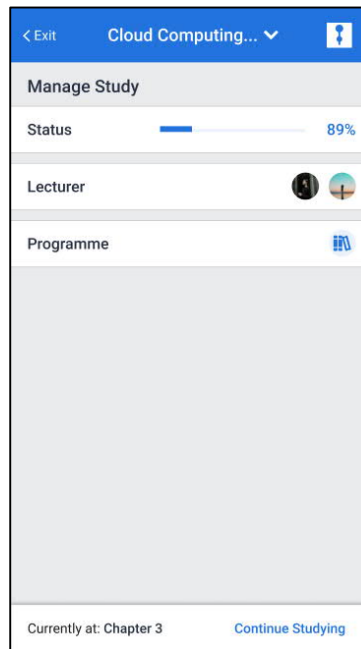 Exit
Cloud Computing...
Manage Study
Status 89%
Lecturer
Programme
Currently at: Chapter 3 Continue Studying